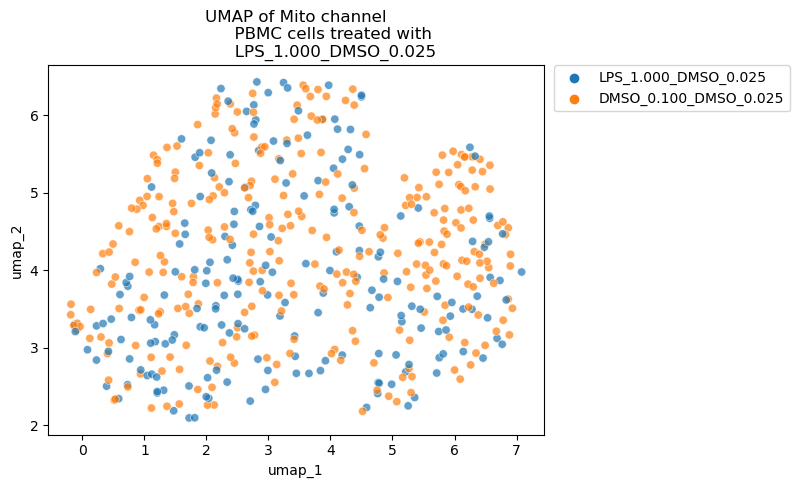 UMAP of Mito channel
PBMC cells treated with
LPS_1.000_DMSO_0.025
LPS_1.000_DMSO_0.025
DMSO_0.100_DMSO_0.025
umap_2
6
5
4
3
2
0 1 2 3 4 5 6 7
umap_1